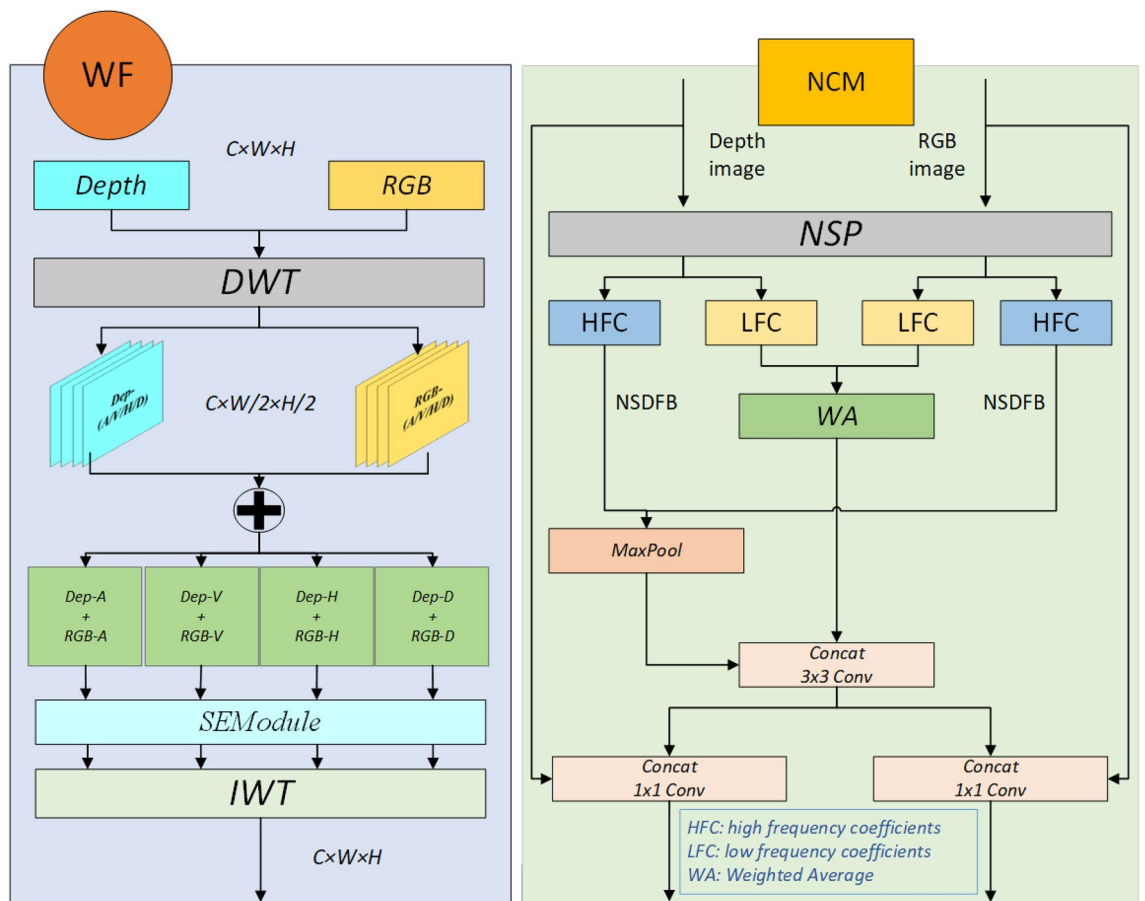 WF
C×W×H
Depth
RGB
DWT
Dep-
(A/V/H/D)
C×W/2×H/2
RGB-
(A/V/H/D)
Dep-A
+
RGB-A
Dep-V
+
RGB-V
Dep-H
+
RGB-H
Dep-D
+
RGB-D
SEModule
IWT
C×W×H
NCM
Depth
image
RGB
image
NSP
HFC
LFC
LFC
HFC
NSDFB
NSDFB
WA
MaxPool
Concat
3x3 Conv
Concat
1x1 Conv
Concat
1x1 Conv
HFC: high frequency coefficients
LFC: low frequency coefficients
WA: Weighted Average